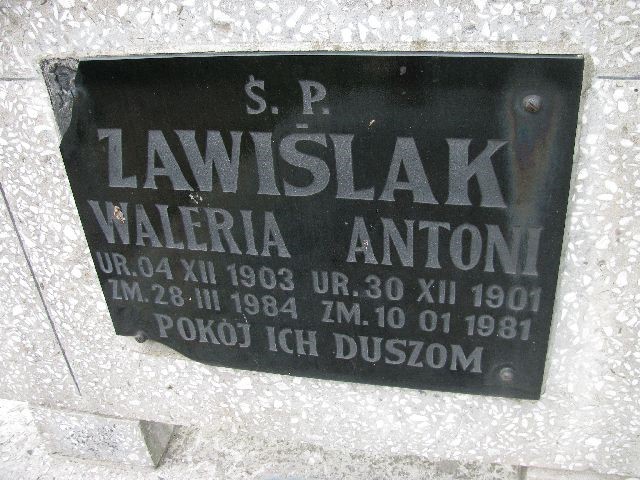 Ś. P.
ZAWIŚLAK
WALERIA ANTONI
UR. 04 XII 1903 UR. 30 XII 1901
ZM. 28 III 1984 ZM. 10 01 1981
POKÓJ ICH DUSZOM